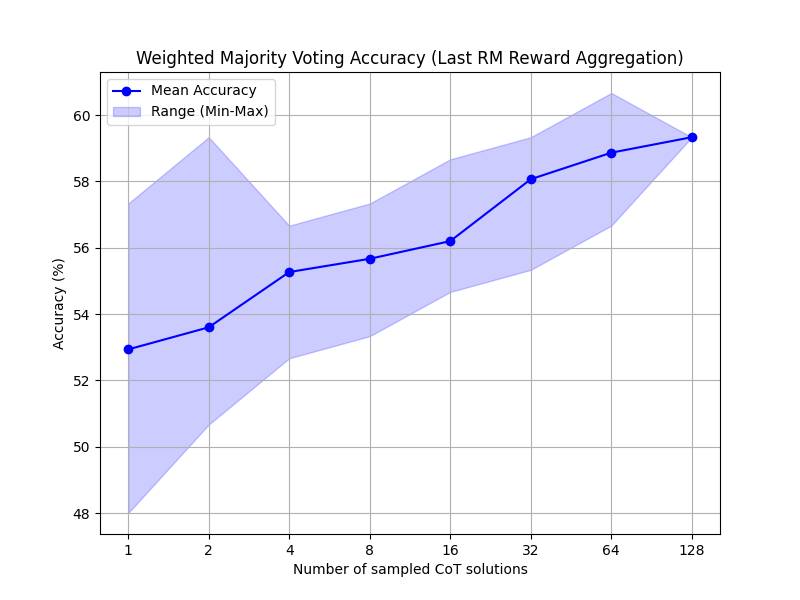 Weighted Majority Voting Accuracy (Last RM Reward Aggregation)
Mean Accuracy
Range (Min-Max)
Accuracy (%)
60
58
56
54
52
50
48
1 2 4 8 16 32 64 128
Number of sampled CoT solutions